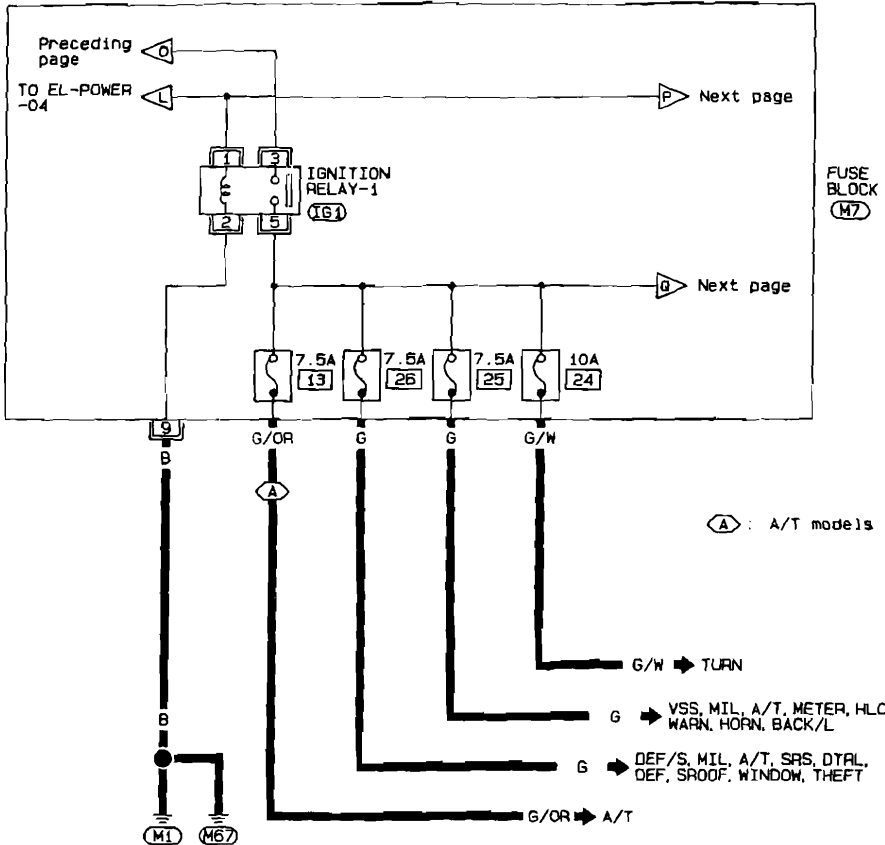 Preceding
page
O
TO EL-POWER
-04
L
P
Next page
1
3
IGNITION
RELAY-1
IG1
2
5
FUSE
BLOCK
M7
Q
Next page
7.5A
13
7.5A
26
7.5A
25
10A
24
9
B
G/OR
G
G
G/W
A
A : A/T models
G/W TURN
B
G VSS, MIL, A/T, METER, HLC
WARN, HORN, BACK/L
G DEF/S, MIL, A/T, SRS, DTRL,
DEF, SROOF, WINDOW, THEFT
G/OR A/T
M1
M67